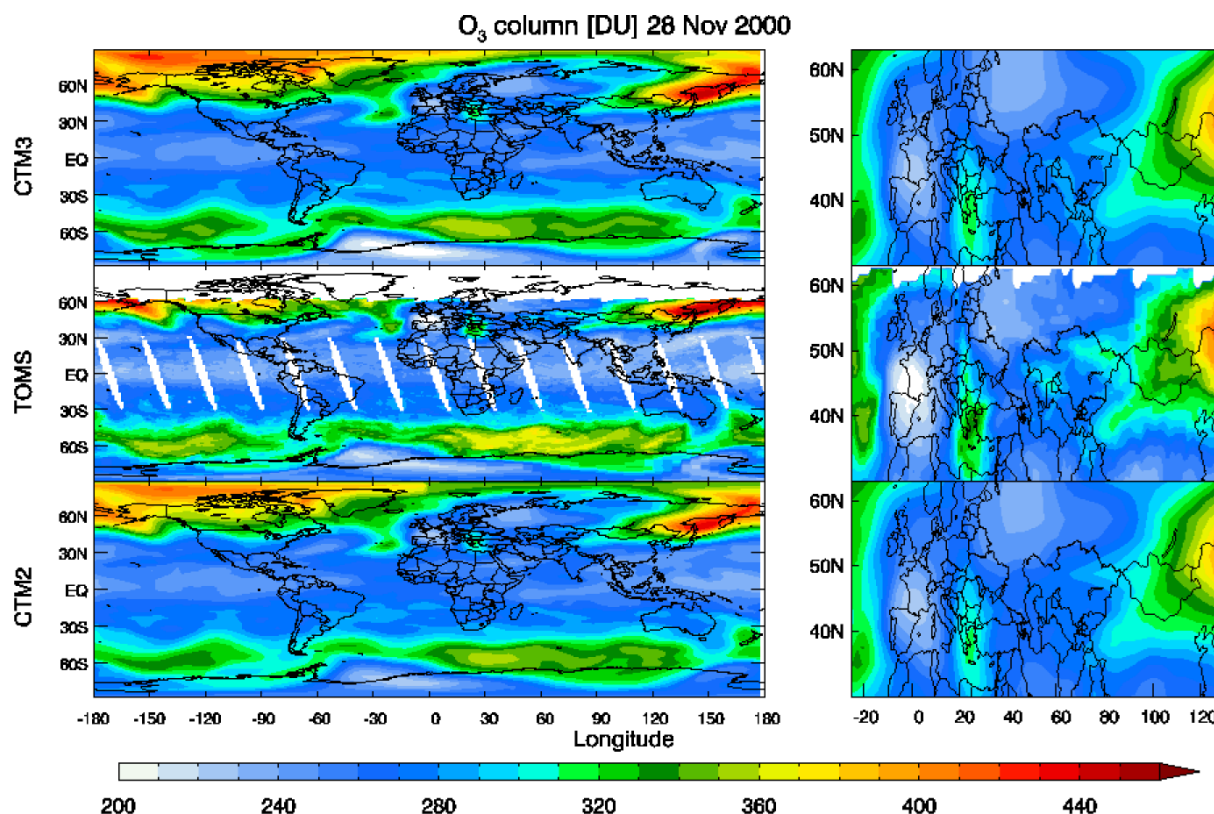 O3 column [DU] 28 Nov 2000
CTM3
60N
30N
EQ
30S
60S
60N
50N
40N
TOMS
60N
30N
EQ
30S
60S
60N
50N
40N
CTM2
60N
30N
EQ
30S
60S
60N
50N
40N
-180 -150 -120 -90 -60 -30 0 30 60 90 120 150 180
-20 0 20 40 60 80 100 120
Longitude
200 240 280 320 360 400 440